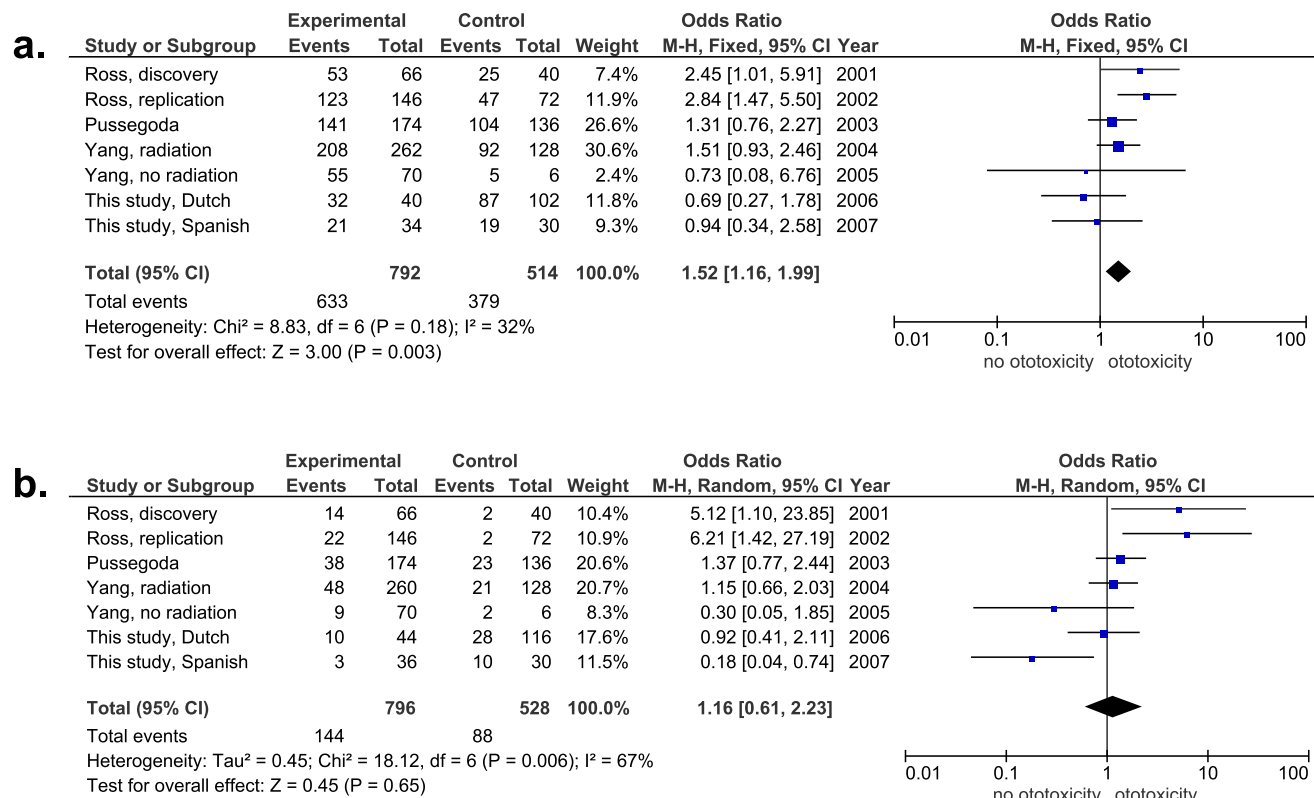 a.
Experimental Control Odds Ratio Odds Ratio
Study or Subgroup Events Total Events Total Weight M-H, Fixed, 95% CI Year M-H, Fixed, 95% CI
Ross, discovery 53 66 25 40 7.4% 2.45 [1.01, 5.91] 2001
Ross, replication 123 146 47 72 11.9% 2.84 [1.47, 5.50] 2002
Pussegoda 141 174 104 136 26.6% 1.31 [0.76, 2.27] 2003
Yang, radiation 208 262 92 128 30.6% 1.51 [0.93, 2.46] 2004
Yang, no radiation 55 70 5 6 2.4% 0.73 [0.08, 6.76] 2005
This study, Dutch 32 40 87 102 11.8% 0.69 [0.27, 1.78] 2006
This study, Spanish 21 34 19 30 9.3% 0.94 [0.34, 2.58] 2007
Total (95% CI) 792 514 100.0% 1.52 [1.16, 1.99]
Total events 633 379
Heterogeneity: Chi² = 8.83, df = 6 (P = 0.18); I² = 32%
Test for overall effect: Z = 3.00 (P = 0.003)
0.01 0.1 1 10 100
no ototoxicity ototoxicity
b.
Experimental Control Odds Ratio Odds Ratio
Study or Subgroup Events Total Events Total Weight M-H, Random, 95% CI Year M-H, Random, 95% CI
Ross, discovery 14 66 2 40 10.4% 5.12 [1.10, 23.85] 2001
Ross, replication 22 146 2 72 10.9% 6.21 [1.42, 27.19] 2002
Pussegoda 38 174 23 136 20.6% 1.37 [0.77, 2.44] 2003
Yang, radiation 48 260 21 128 20.7% 1.15 [0.66, 2.03] 2004
Yang, no radiation 9 70 2 6 8.3% 0.30 [0.05, 1.85] 2005
This study, Dutch 10 44 28 116 17.6% 0.92 [0.41, 2.11] 2006
This study, Spanish 3 36 10 30 11.5% 0.18 [0.04, 0.74] 2007
Total (95% CI) 796 528 100.0% 1.16 [0.61, 2.23]
Total events 144 88
Heterogeneity: Tau² = 0.45; Chi² = 18.12, df = 6 (P = 0.006); I² = 67%
Test for overall effect: Z = 0.45 (P = 0.65)
0.01 0.1 1 10 100
no ototoxicity ototoxicity